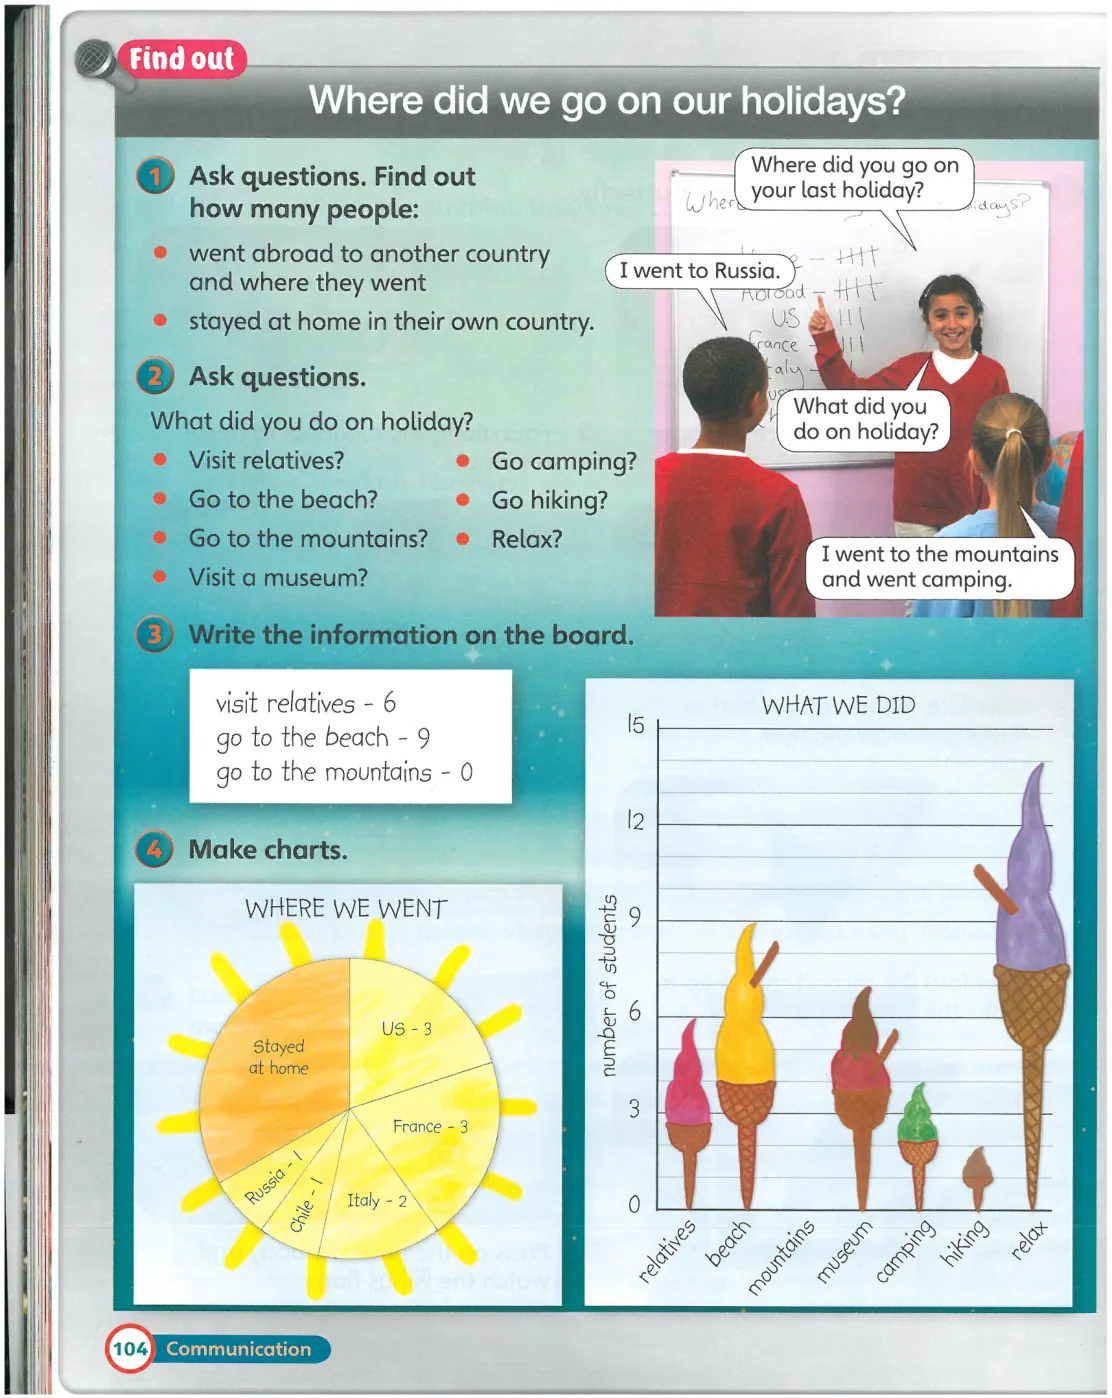 Find out
Where did we go on our holidays?
1 Ask questions. Find out
how many people:
• went abroad to another country
and where they went
• stayed at home in their own country.
2 Ask questions.
What did you do on holiday?
• Visit relatives?
• Go to the beach?
• Go to the mountains?
• Visit a museum?
• Go camping?
• Go hiking?
• Relax?
Where did you go on
your last holiday?
I went to Russia.
What did you
do on holiday?
I went to the mountains
and went camping.
Abroad
US
France
3 Write the information on the board.
visit relatives - 6
go to the beach - 9
go to the mountains - 0
4 Make charts.
WHERE WE WENT
Stayed
at home
US - 3
France - 3
Italy - 2
Chile - 1
Russia - 1
WHAT WE DID
number of students
15
12
9
6
3
0
relatives
beach
mountains
museum
camping
hiking
relax
104 Communication